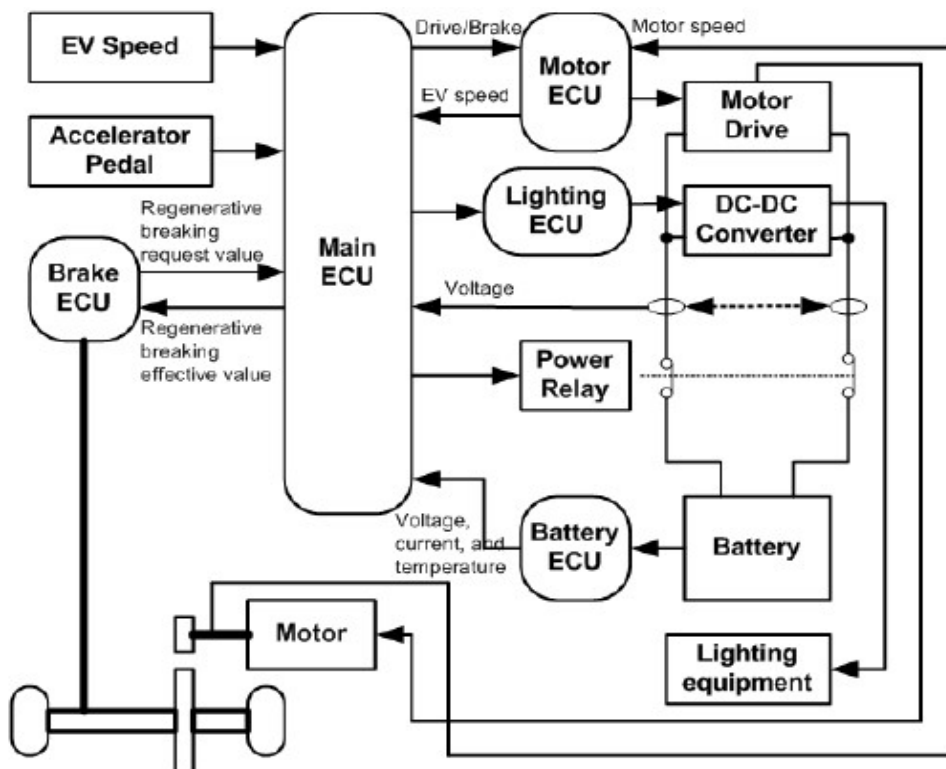 EV Speed
Accelerator
Pedal
Regenerative
breaking
request value
Brake
ECU
Regenerative
breaking
effective value
Main
ECU
Drive/Brake
EV speed
Motor
ECU
Motor speed
Motor
Drive
Lighting
ECU
DC-DC
Converter
Voltage
Power
Relay
Voltage,
current, and
temperature
Battery
ECU
Battery
Motor
Lighting
equipment